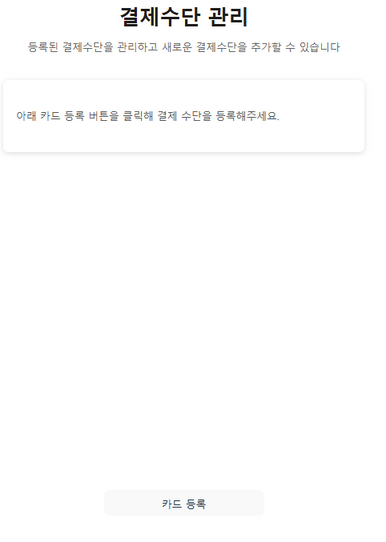 결제수단 관리
등록된 결제수단을 관리하고 새로운 결제수단을 추가할 수 있습니다
아래 카드 등록 버튼을 클릭해 결제 수단을 등록해주세요.
카드 등록